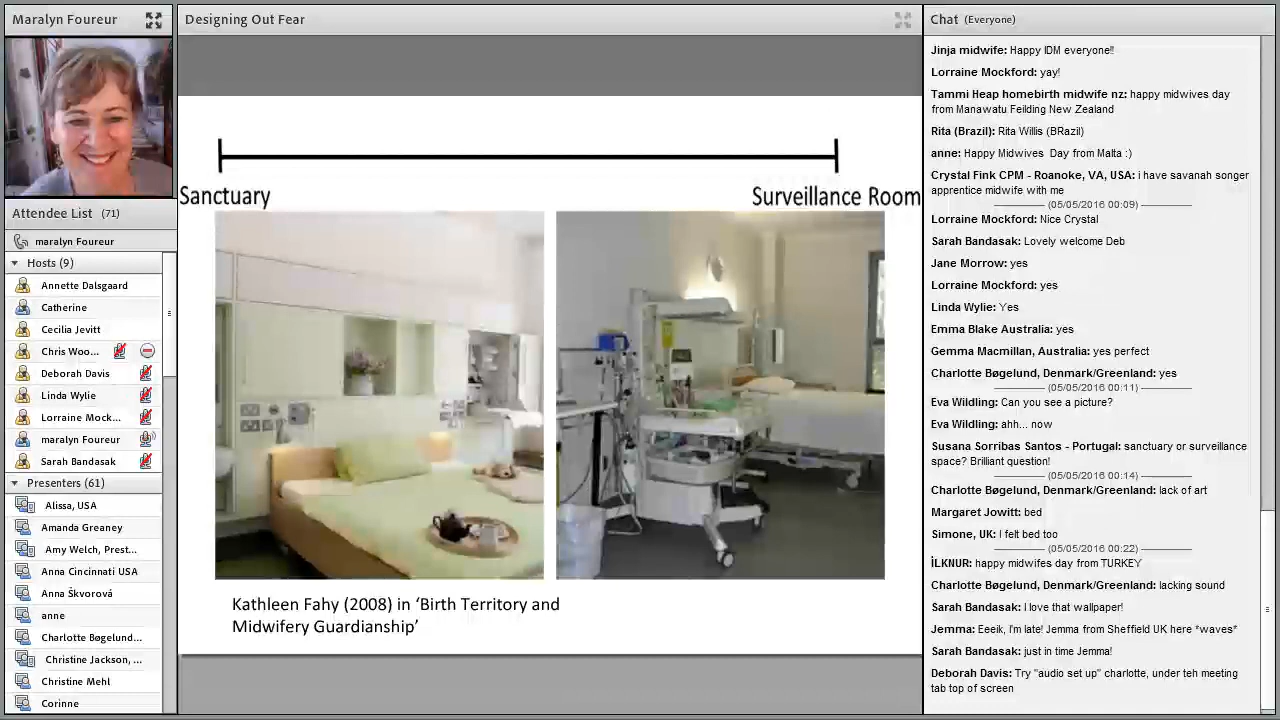 Maralyn Foureur
Attendee List (71)
maralyn Foureur
Hosts (9)
Annette Dalsgaard
Catherine
Cecilia Jevitt
Chris Woo...
Deborah Davis
Linda Wylie
Lorraine Mock...
maralyn Foureur
Sarah Bandasak
Presenters (61)
Alissa, USA
Amanda Greaney
Amy Welch, Prest...
Anna Cincinnati USA
Anna Škvorová
anne
Charlotte Bøgelund...
Christine Jackson, ...
Christine Mehl
Corinne
Designing Out Fear
Sanctuary
Surveillance Room
Kathleen Fahy (2008) in ‘Birth Territory and
Midwifery Guardianship’
Chat (Everyone)
Jinja midwife: Happy IDM everyone!!
Lorraine Mockford: yay!
Tammi Heap homebirth midwife nz: happy midwives day
from Manawatu Feilding New Zealand
Rita (Brazil): Rita Willis (BRazil)
anne: Happy Midwives Day from Malta :)
Crystal Fink CPM - Roanoke, VA, USA: i have savanah songer
apprentice midwife with me
(05/05/2016 00:09)
Lorraine Mockford: Nice Crystal
Sarah Bandasak: Lovely welcome Deb
Jane Morrow: yes
Lorraine Mockford: yes
Linda Wylie: Yes
Emma Blake Australia: yes
Gemma Macmillan, Australia: yes perfect
Charlotte Bøgelund, Denmark/Greenland: yes
(05/05/2016 00:11)
Eva Wildling: Can you see a picture?
Eva Wildling: ahh... now
Susana Sorribas Santos - Portugal: sanctuary or surveillance
space? Brilliant question!
(05/05/2016 00:14)
Charlotte Bøgelund, Denmark/Greenland: lack of art
Margaret Jowitt: bed
Simone, UK: I felt bed too
(05/05/2016 00:22)
İLKNUR: happy midwifes day from TURKEY
Charlotte Bøgelund, Denmark/Greenland: lacking sound
Sarah Bandasak: I love that wallpaper!
Jemma: Eeeik, I'm late! Jemma from Sheffield UK here *waves*
Sarah Bandasak: just in time Jemma!
Deborah Davis: Try "audio set up" charlotte, under teh meeting
tab top of screen